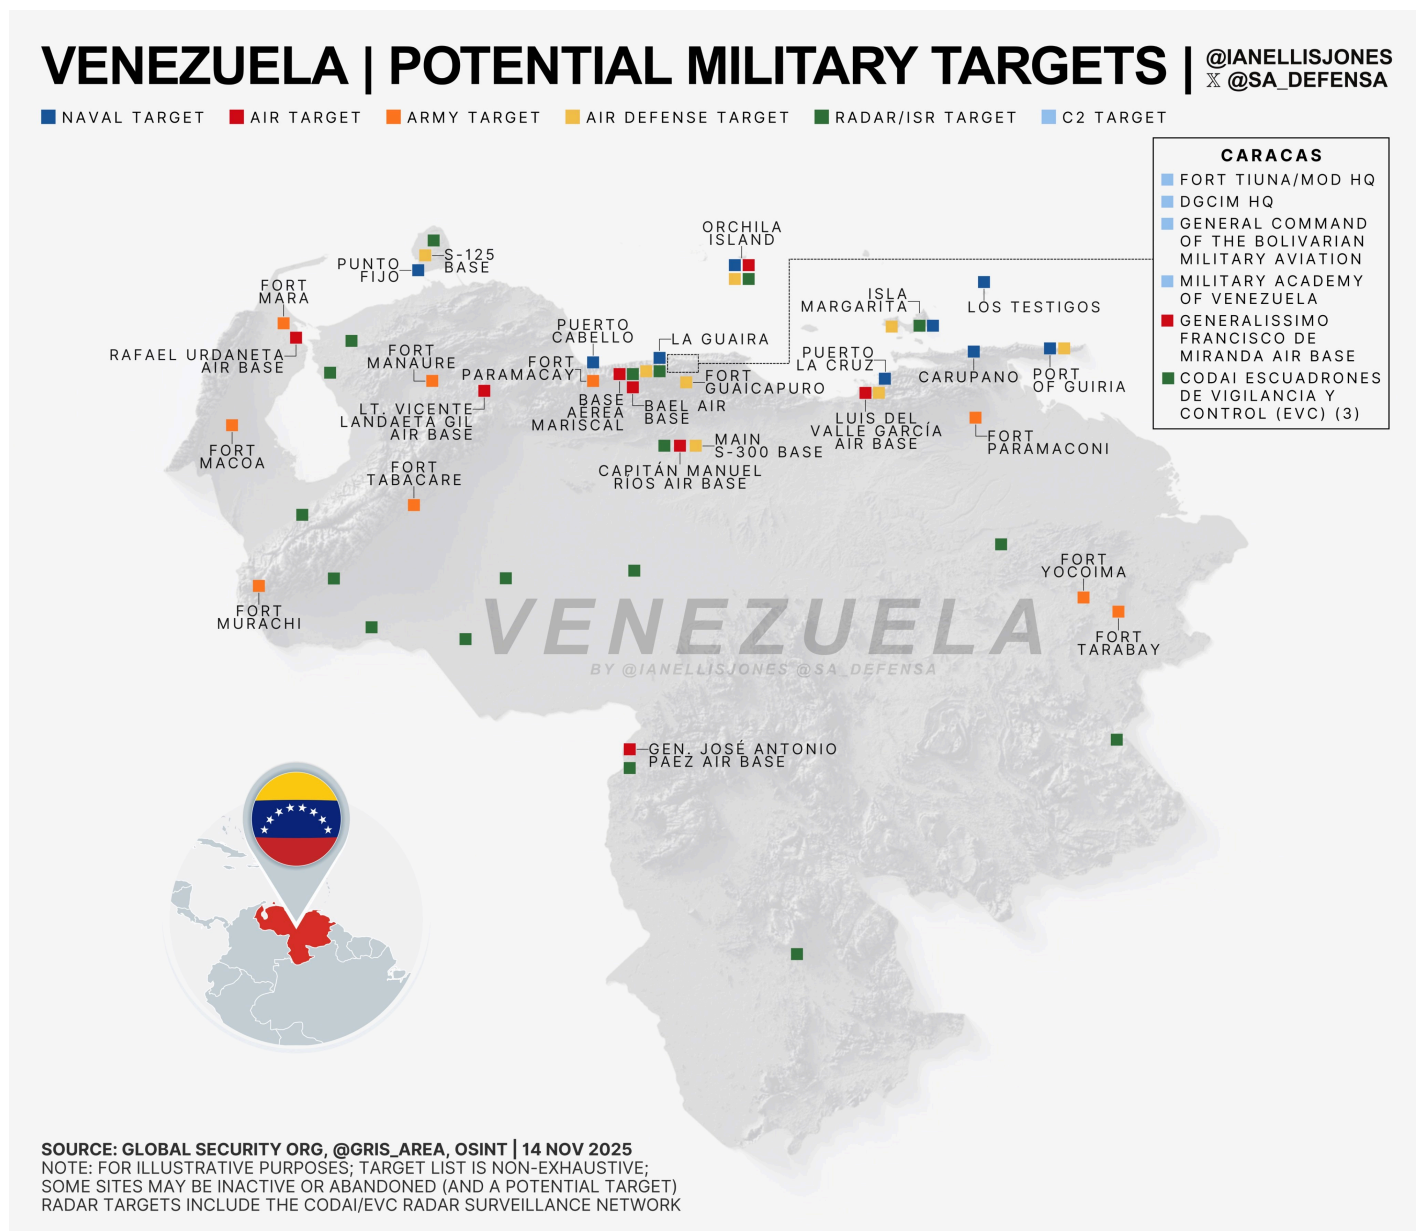 VENEZUELA | POTENTIAL MILITARY TARGETS |
@IANELLISJONES
𝕏 @SA_DEFENSA
NAVAL TARGET
AIR TARGET
ARMY TARGET
AIR DEFENSE TARGET
RADAR/ISR TARGET
C2 TARGET
CARACAS
FORT TIUNA/MOD HQ
DGCIM HQ
GENERAL COMMAND
OF THE BOLIVARIAN
MILITARY AVIATION
MILITARY ACADEMY
OF VENEZUELA
GENERALISSIMO
FRANCISCO DE
MIRANDA AIR BASE
CODAI ESCUADRONES
DE VIGILANCIA Y
CONTROL (EVC) (3)
ORCHILA
ISLAND
S-125
BASE
PUNTO
FIJO
FORT
MARA
RAFAEL URDANETA
AIR BASE
FORT
MANAURE
LT. VICENTE
LANDAETA GIL
AIR BASE
FORT
MACOA
FORT
TABACARE
FORT
MURACHI
PUERTO
CABELLO
FORT
PARAMACAY
LA GUAIRA
FORT
GUAICAPURO
BASE
AEREA
MARISCAL
BAEL AIR
BASE
MAIN
S-300 BASE
CAPITÁN MANUEL
RÍOS AIR BASE
ISLA
MARGARITA
LOS TESTIGOS
PUERTO
LA CRUZ
CARUPANO
PORT
OF GUIRIA
LUIS DEL
VALLE GARCÍA
AIR BASE
FORT
PARAMACONI
FORT
YOCOIMA
FORT
TARABAY
VENEZUELA
BY @IANELLISJONES @SA_DEFENSA
GEN. JOSÉ ANTONIO
PAEZ AIR BASE
SOURCE: GLOBAL SECURITY ORG, @GRIS_AREA, OSINT | 14 NOV 2025
NOTE: FOR ILLUSTRATIVE PURPOSES; TARGET LIST IS NON-EXHAUSTIVE;
SOME SITES MAY BE INACTIVE OR ABANDONED (AND A POTENTIAL TARGET)
RADAR TARGETS INCLUDE THE CODAI/EVC RADAR SURVEILLANCE NETWORK